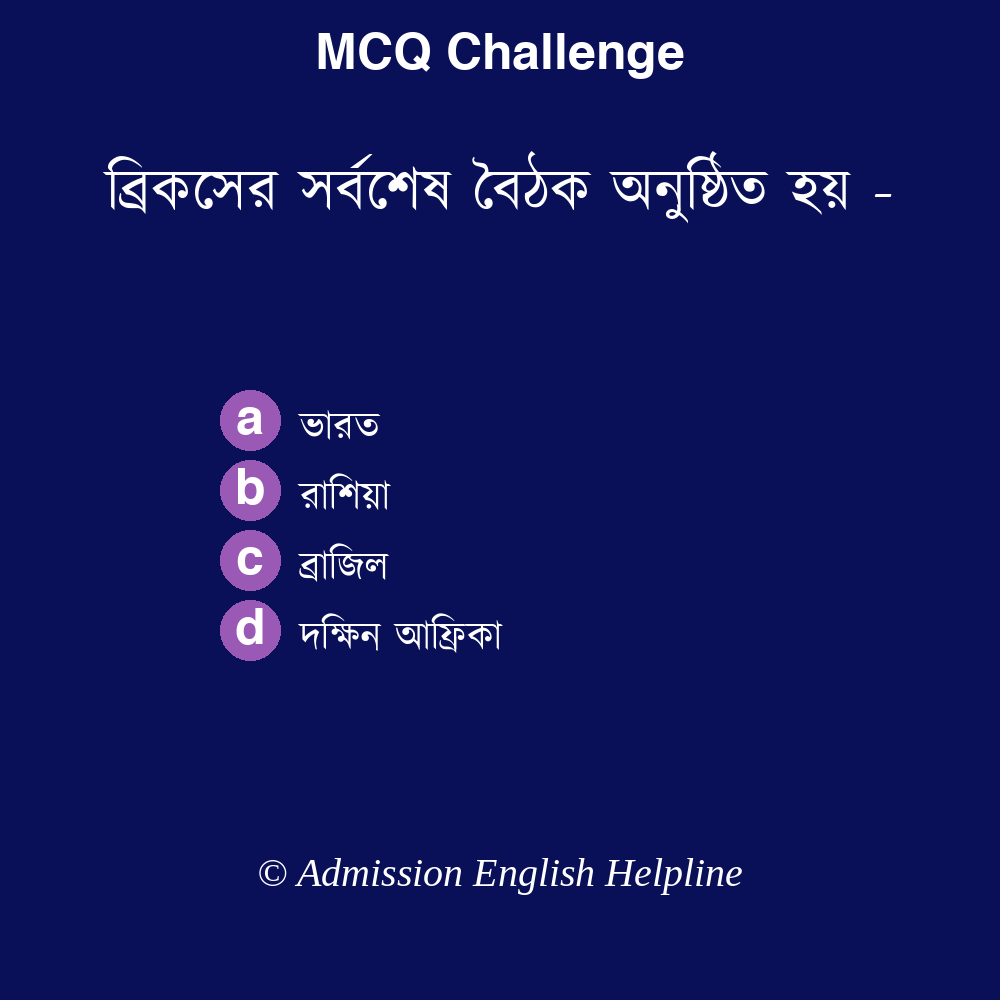 MCQ Challenge
ব্রিকসের সর্বশেষ বৈঠক অনুষ্ঠিত হয় -
a ভারত
b রাশিয়া
c ব্রাজিল
d দক্ষিন আফ্রিকা
© Admission English Helpline